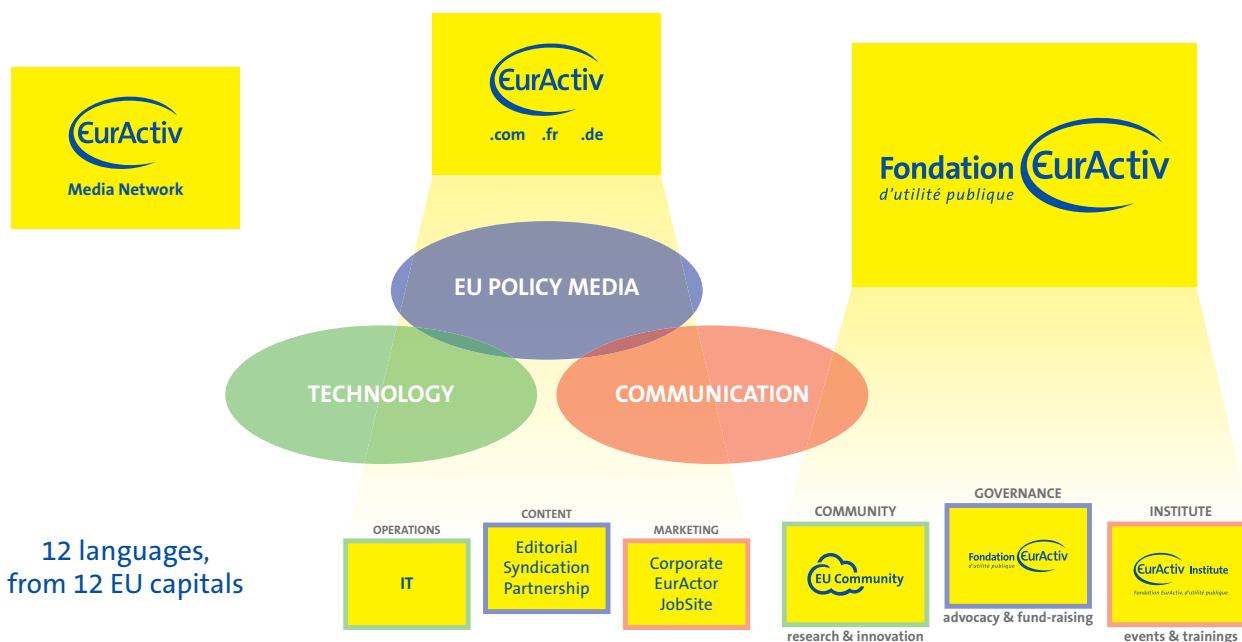 EurActiv
Media Network
EurActiv
.com .fr .de
Fondation EurActiv
d'utilité publique
EU POLICY MEDIA
TECHNOLOGY
COMMUNICATION
12 languages,
from 12 EU capitals
OPERATIONS
IT
CONTENT
Editorial
Syndication
Partnership
MARKETING
Corporate
EurActor
JobSite
COMMUNITY
EU Community
research & innovation
GOVERNANCE
Fondation EurActiv
d'utilité publique
advocacy & fund-raising
INSTITUTE
EurActiv Institute
Fondation EurActiv, d'utilité publique
events & trainings